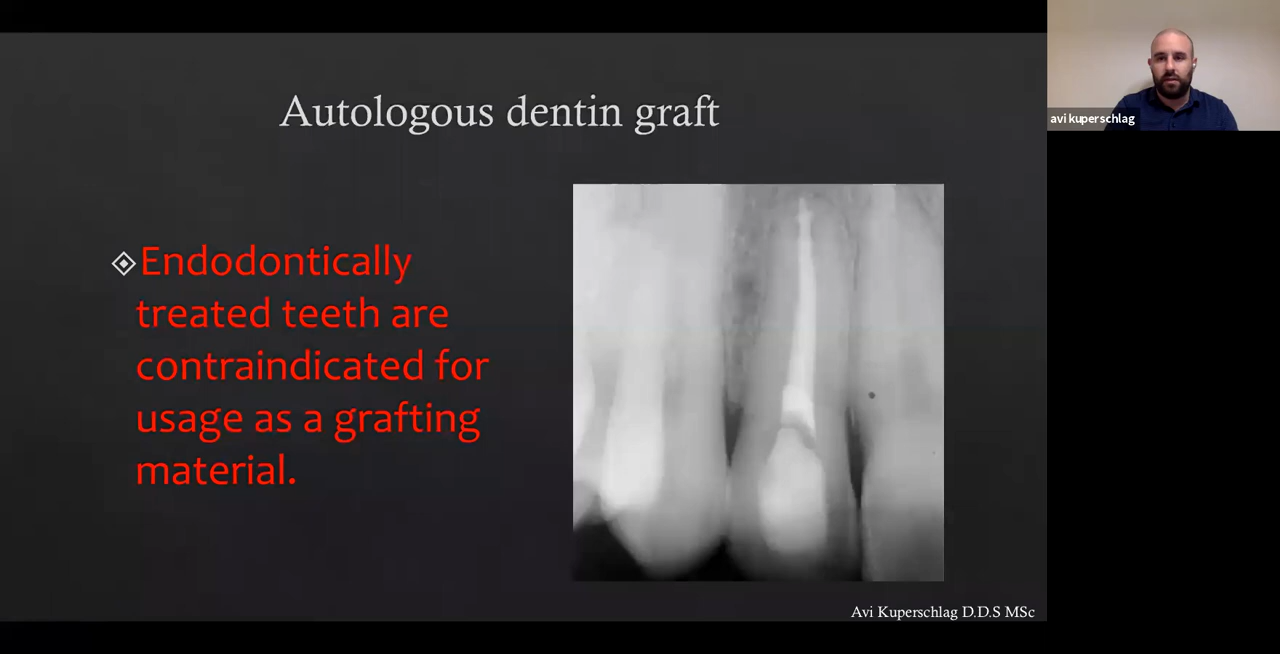 Autologous dentin graft
Endodontically
treated teeth are
contraindicated for
usage as a grafting
material.
Avi Kuperschlag D.D.S MSc
avi kuperschlag